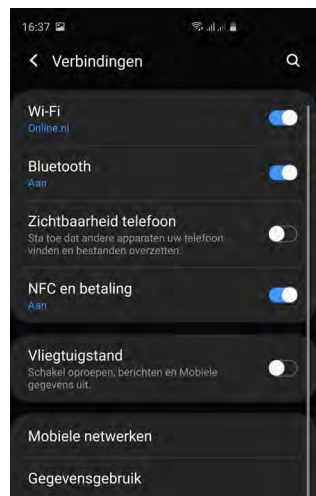 16:37
Verbindingen
Wi-Fi
Online.nl
Bluetooth
Aan
Zichtbaarheid telefoon
Sta toe dat andere apparaten uw telefoon
vinden en bestanden overzetten.
NFC en betaling
Aan
Vliegtuigstand
Schakel oproepen, berichten en Mobiele
gegevens uit.
Mobiele netwerken
Gegevensgebruik